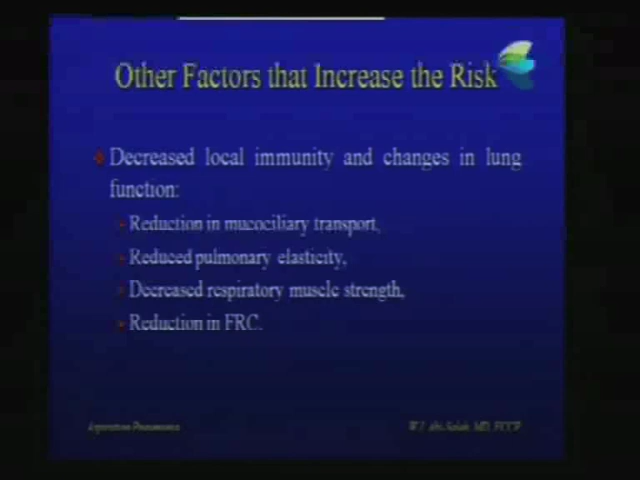 Other Factors that Increase the Risk
Decreased local immunity and changes in lung
function:
Reduction in mucociliary transport,
Reduced pulmonary elasticity,
Decreased respiratory muscle strength,
Reduction in FRC.
Aspiration Pneumonia
MD, FCCP